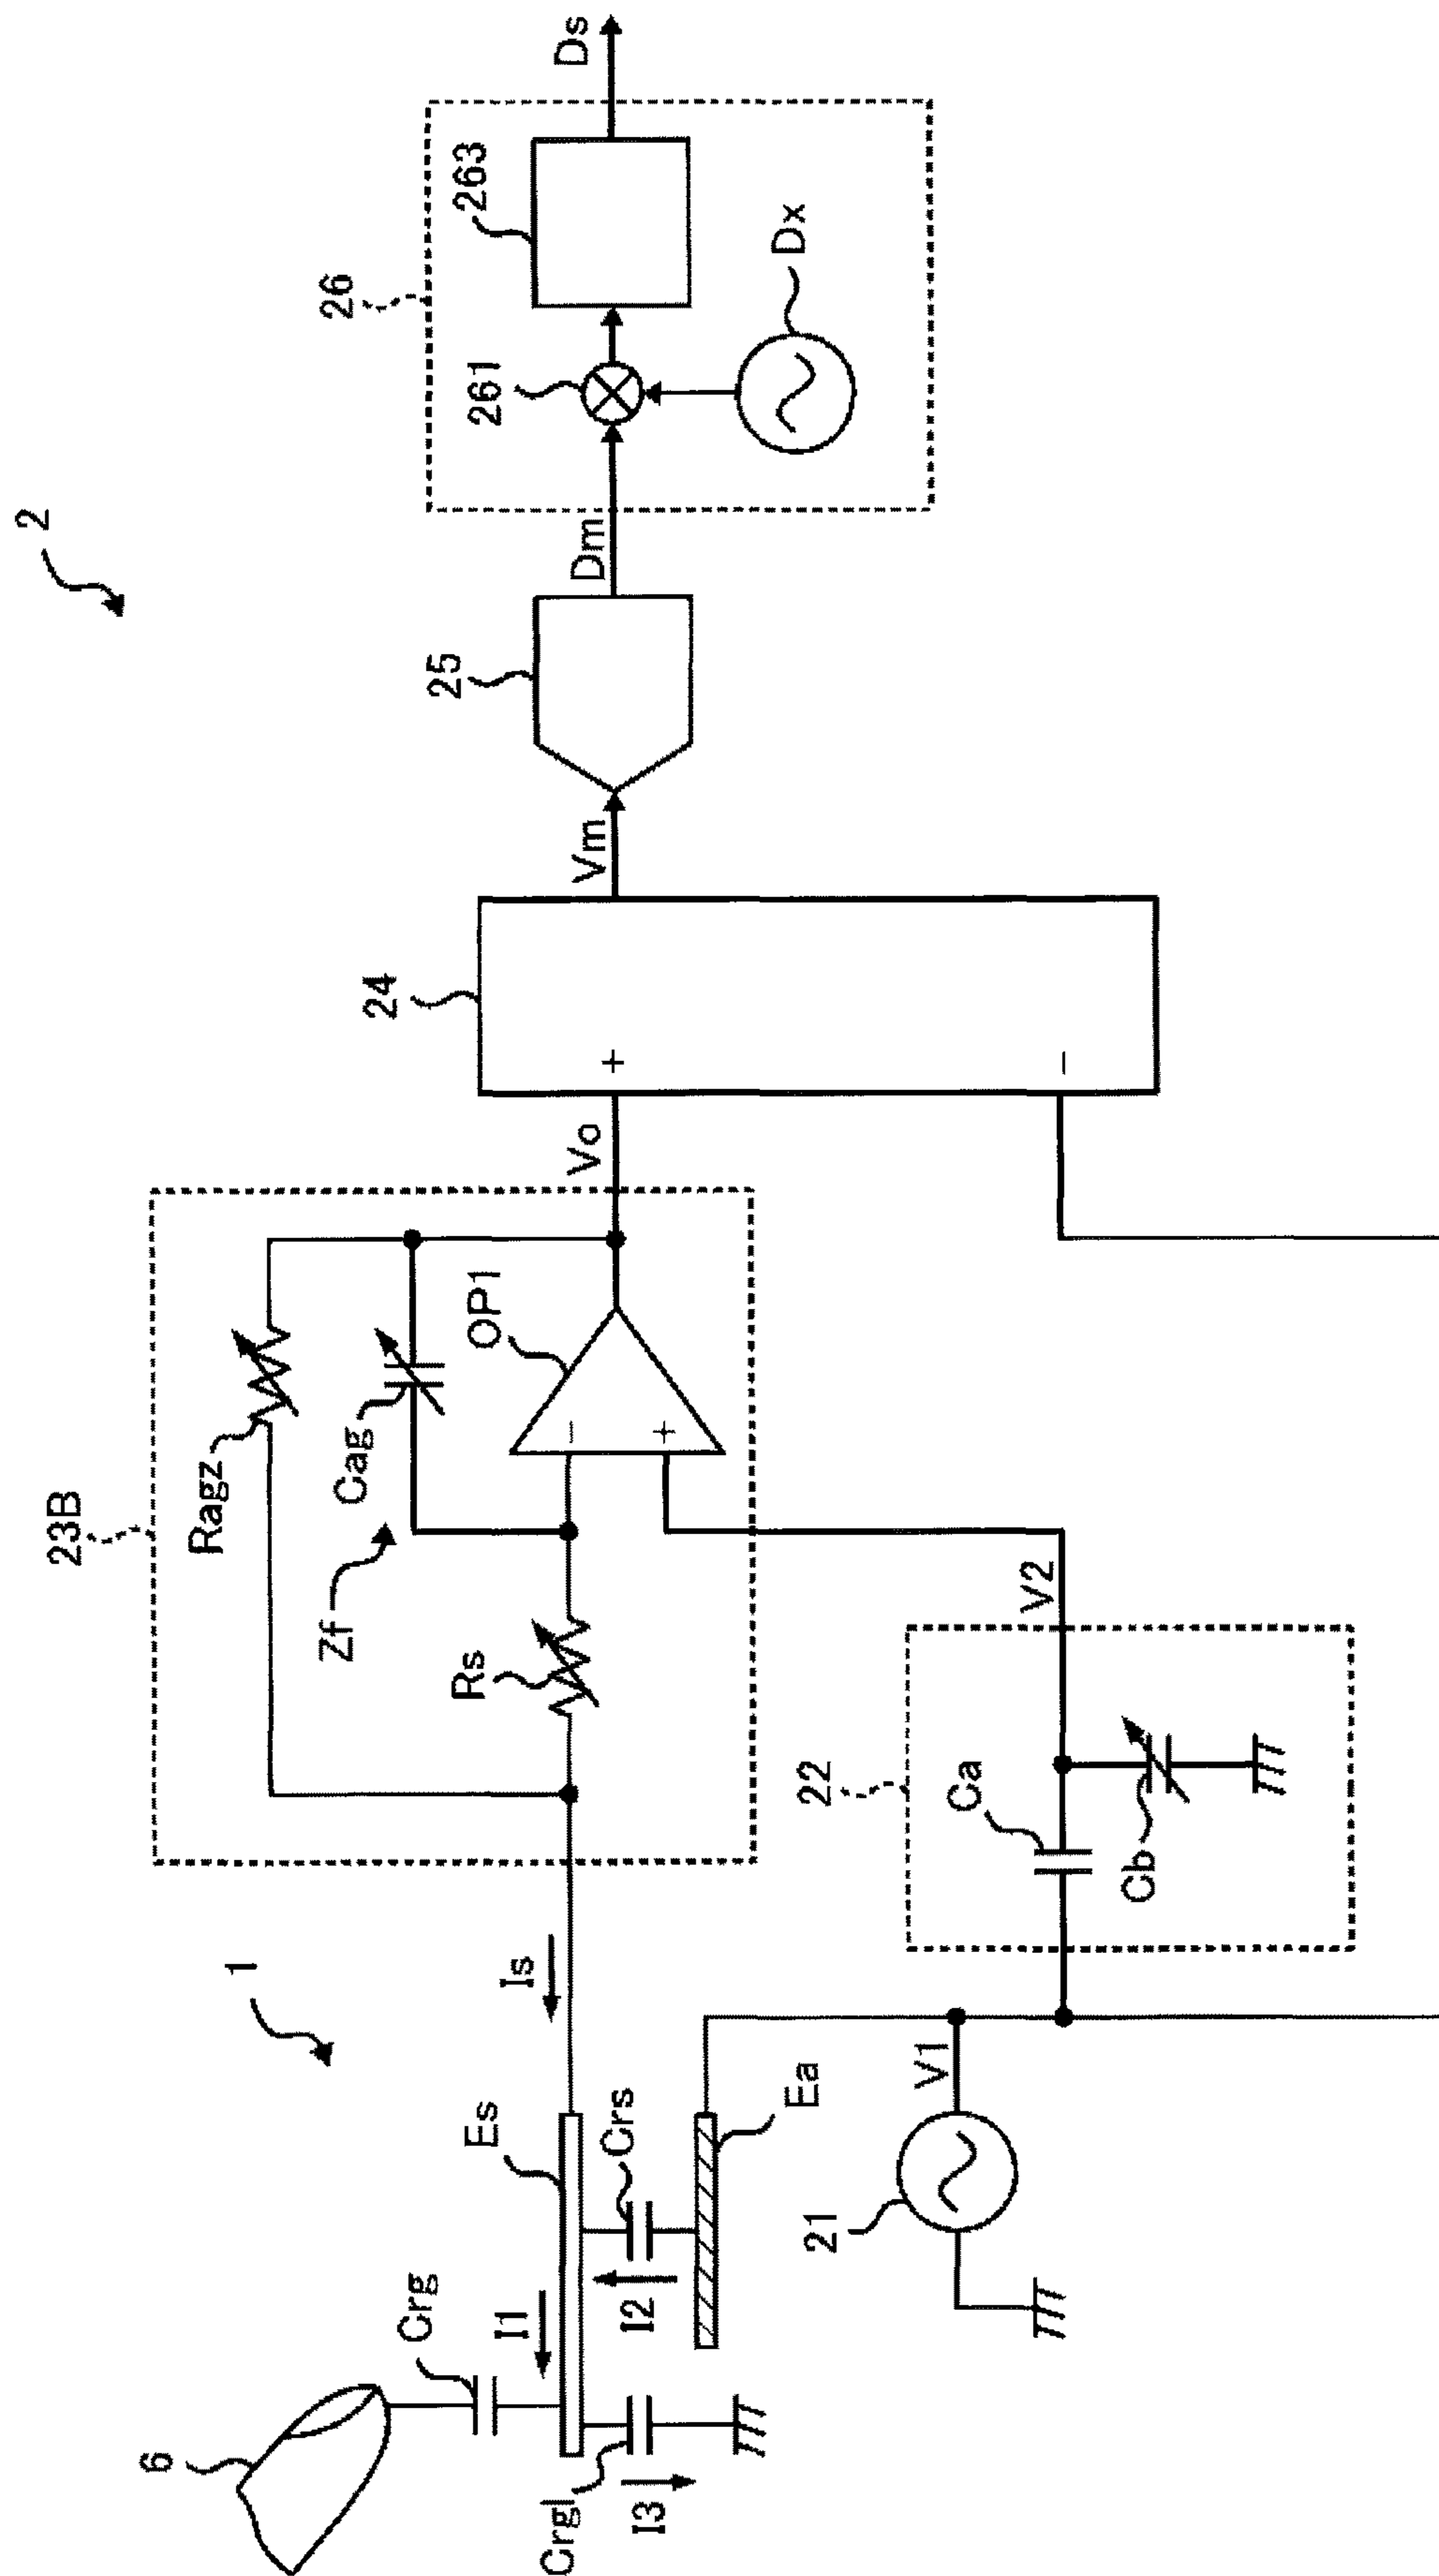 2
1
23B
Ragz
Cag
Zf
OP1
Rs
−
+
Vo
24
+
−
Vm
25
Dm
26
261
263
Dx
Ds
Is
Es
I1
Crg
6
Crs
I2
Crgl
I3
Ea
V1
21
22
Ca
Cb
V2